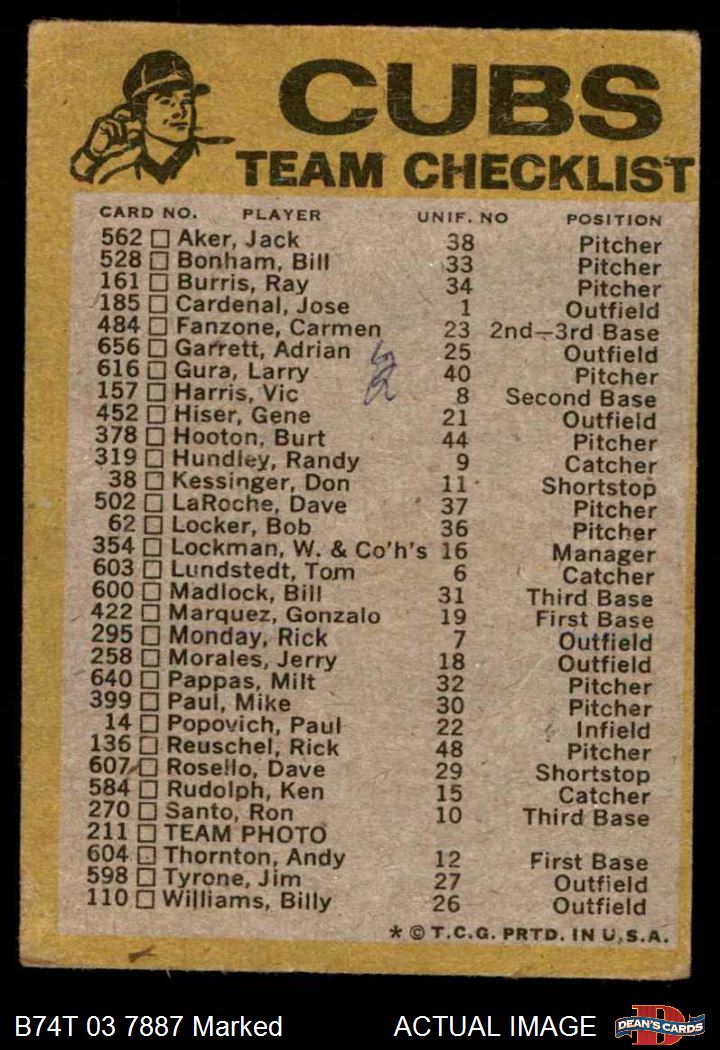 CUBS
TEAM CHECKLIST
CARD NO. PLAYER UNIF. NO POSITION
562 Aker, Jack 38 Pitcher
528 Bonham, Bill 33 Pitcher
161 Burris, Ray 34 Pitcher
185 Cardenal, Jose 1 Outfield
484 Fanzone, Carmen 23 2nd-3rd Base
656 Garrett, Adrian 25 Outfield
616 Gura, Larry 40 Pitcher
157 Harris, Vic 8 Second Base
452 Hiser, Gene 21 Outfield
378 Hooton, Burt 44 Pitcher
319 Hundley, Randy 9 Catcher
38 Kessinger, Don 11 Shortstop
502 LaRoche, Dave 37 Pitcher
62 Locker, Bob 36 Pitcher
354 Lockman, W. & Co'h's 16 Manager
603 Lundstedt, Tom 6 Catcher
600 Madlock, Bill 31 Third Base
422 Marquez, Gonzalo 19 First Base
295 Monday, Rick 7 Outfield
258 Morales, Jerry 18 Outfield
640 Pappas, Milt 32 Pitcher
399 Paul, Mike 30 Pitcher
14 Popovich, Paul 22 Infield
136 Reuschel, Rick 48 Pitcher
607 Rosello, Dave 29 Shortstop
584 Rudolph, Ken 15 Catcher
270 Santo, Ron 10 Third Base
211 TEAM PHOTO
604 Thornton, Andy 12 First Base
598 Tyrone, Jim 27 Outfield
110 Williams, Billy 26 Outfield
* © T.C.G. PRTD. IN U.S.A.
B74T 03 7887 Marked ACTUAL IMAGE DEAN'S CARDS